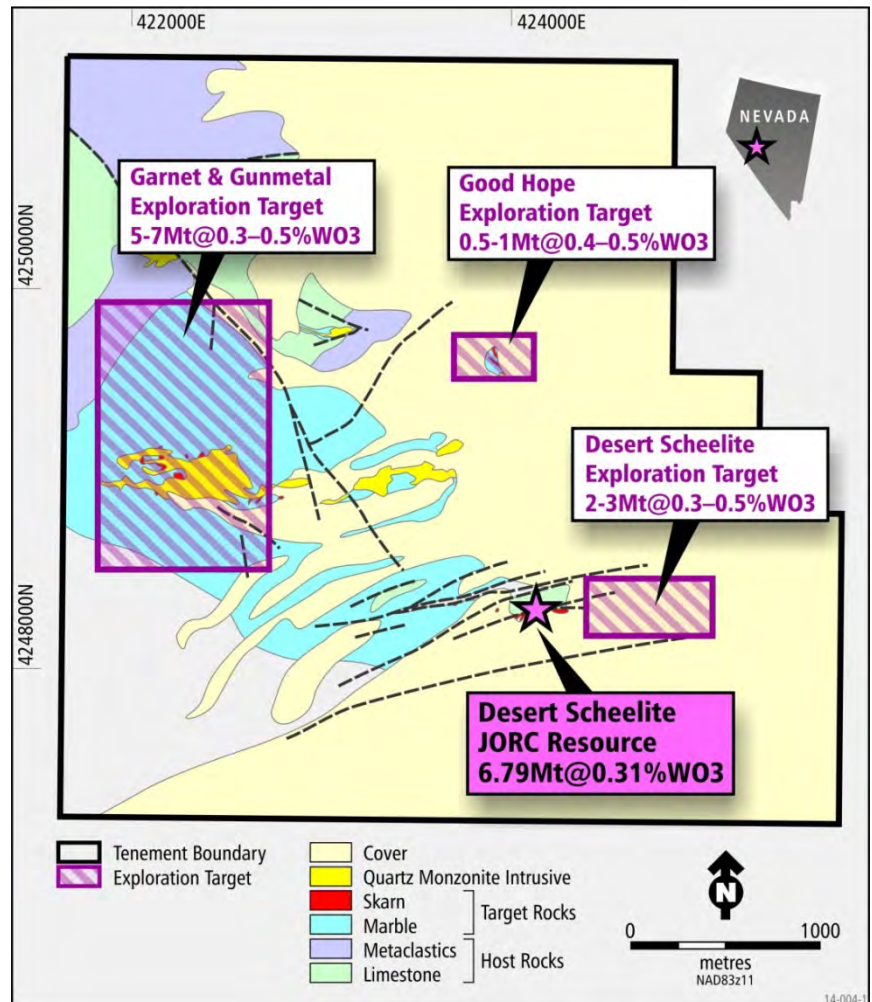 422000E
424000E
NEVADA
Garnet & Gunmetal
Exploration Target
5-7Mt@0.3–0.5%WO3
Good Hope
Exploration Target
0.5-1Mt@0.4–0.5%WO3
4250000N
Desert Scheelite
Exploration Target
2-3Mt@0.3–0.5%WO3
4248000N
Desert Scheelite
JORC Resource
6.79Mt@0.31%WO3
Tenement Boundary
Exploration Target
Cover
Quartz Monzonite Intrusive
Skarn
Marble
Target Rocks
Metaclastics
Limestone
Host Rocks
N
0 1000
metres
NAD83z11
14-004-1